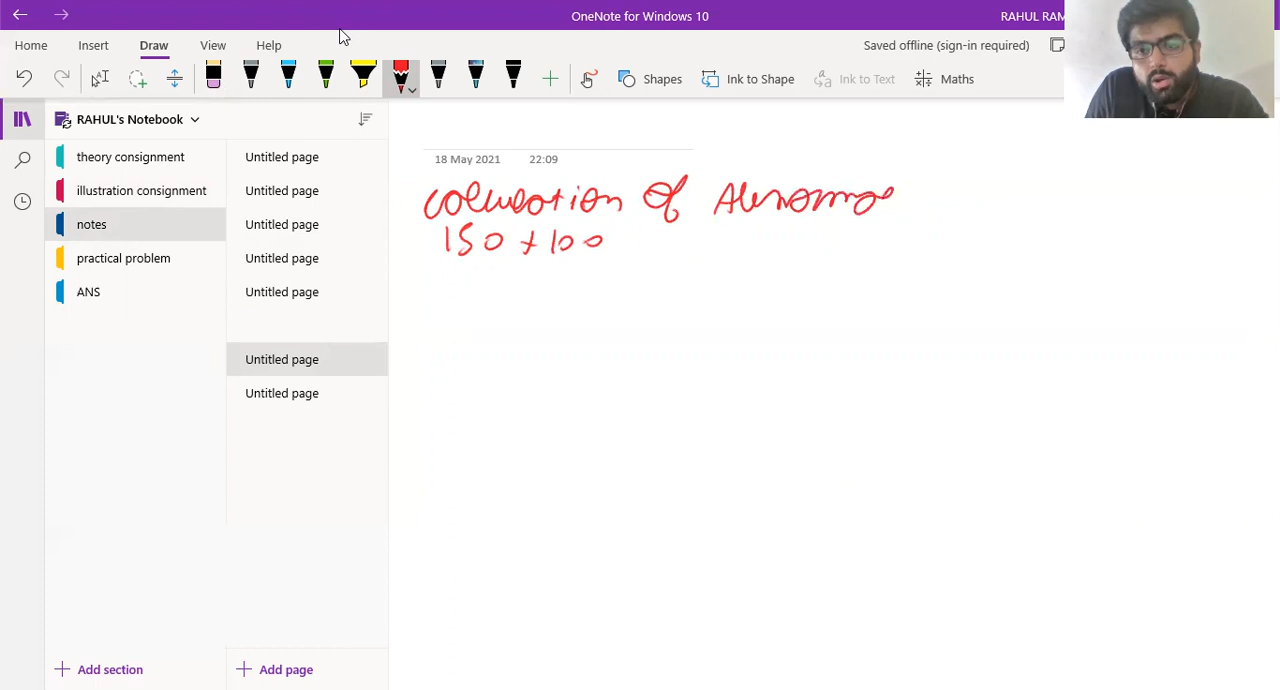 OneNote for Windows 10
RAHUL RAM
Home Insert Draw View Help
Saved offline (sign-in required)
Shapes Ink to Shape Ink to Text Maths
RAHUL's Notebook
theory consignment
illustration consignment
notes
practical problem
ANS
Untitled page
Untitled page
Untitled page
Untitled page
Untitled page
Untitled page
Untitled page
18 May 2021 22:09
of
150 + 100
Add section
Add page